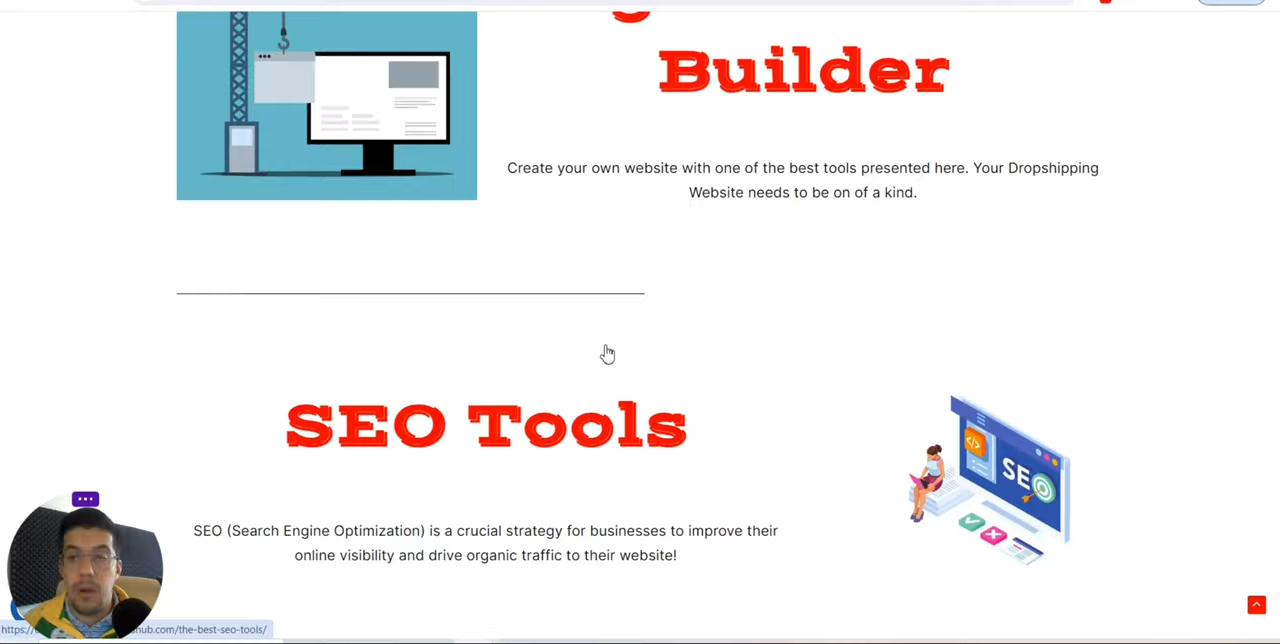 Builder
Create your own website with one of the best tools presented here. Your Dropshipping
Website needs to be on of a kind.
SEO Tools
SEO
SEO (Search Engine Optimization) is a crucial strategy for businesses to improve their
online visibility and drive organic traffic to their website!
hub.com/the-best-seo-tools/